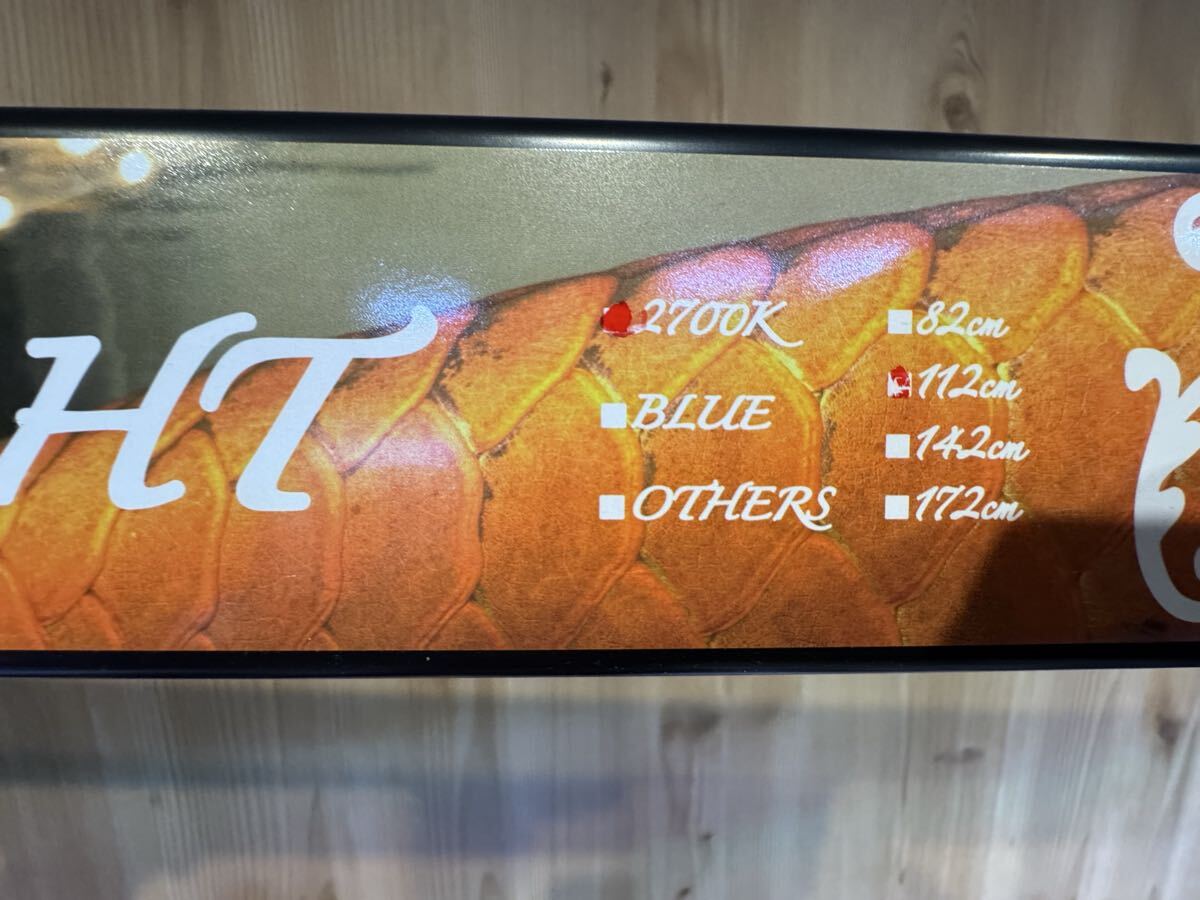 HT
2700K
BLUE
OTHERS
82cm
112cm
142cm
172cm